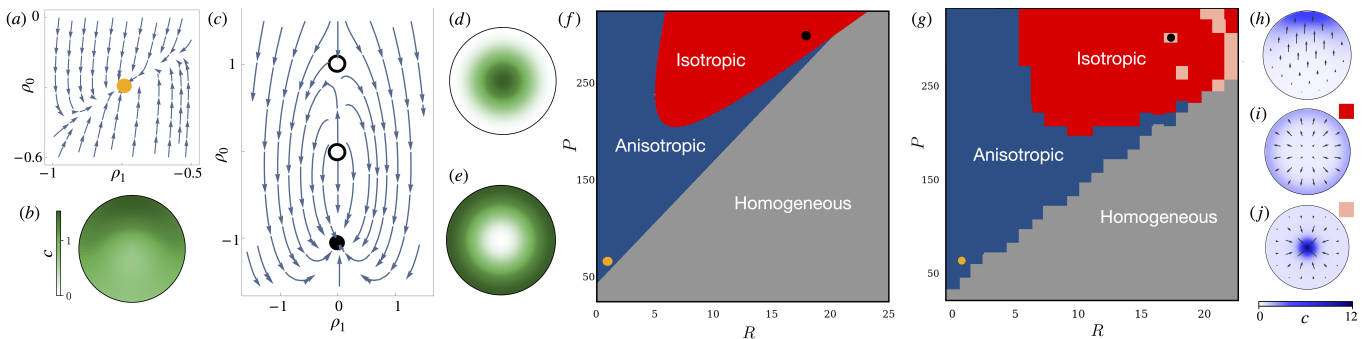 (a)
0
ρ0
−0.6
−1
ρ1
−0.5
(b)
c
1
0
(c)
1
0
−1
ρ0
−1
0
1
ρ1
(d)
(e)
(f)
P
250
150
50
Isotropic
Anisotropic
Homogeneous
0
5
10
15
20
25
R
(g)
P
250
150
50
Isotropic
Anisotropic
Homogeneous
0
5
10
15
20
R
(h)
(i)
(j)
0
c
12